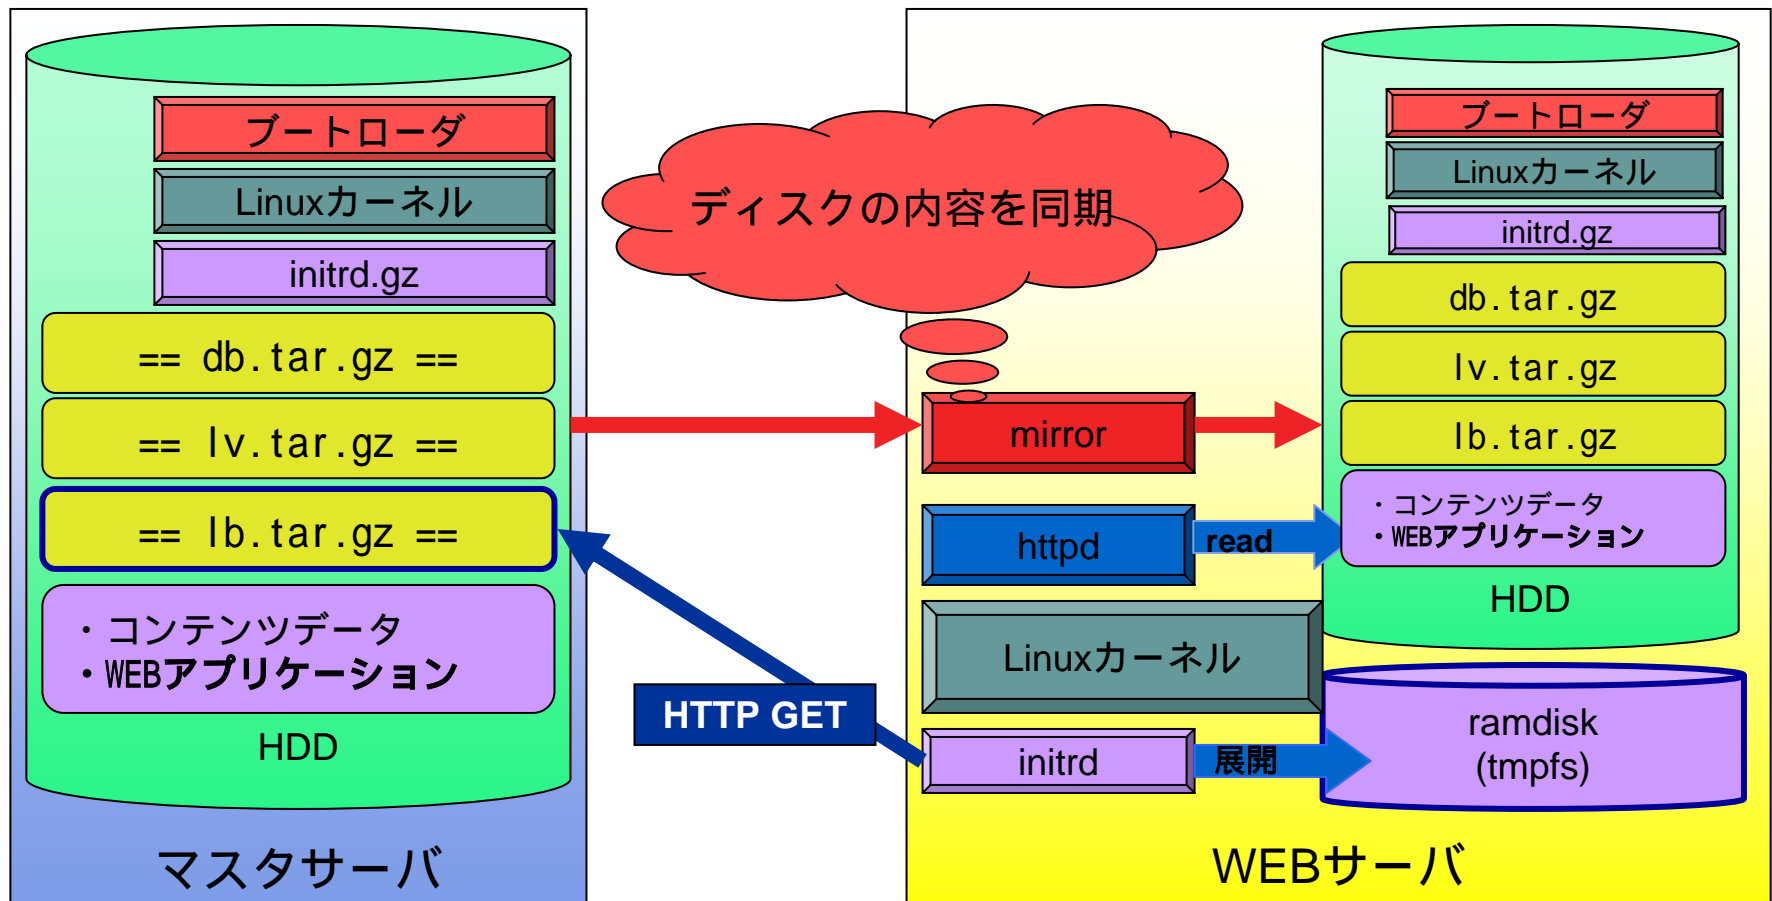 ブートローダ
Linuxカーネル
initrd.gz
== db.tar.gz ==
== lv.tar.gz ==
== lb.tar.gz ==
・コンテンツデータ
・WEBアプリケーション
HDD
マスタサーバ
ディスクの内容を同期
HTTP GET
mirror
httpd
read
Linuxカーネル
initrd
展開
ブートローダ
Linuxカーネル
initrd.gz
db.tar.gz
lv.tar.gz
lb.tar.gz
・コンテンツデータ
・WEBアプリケーション
HDD
ramdisk
(tmpfs)
WEBサーバ